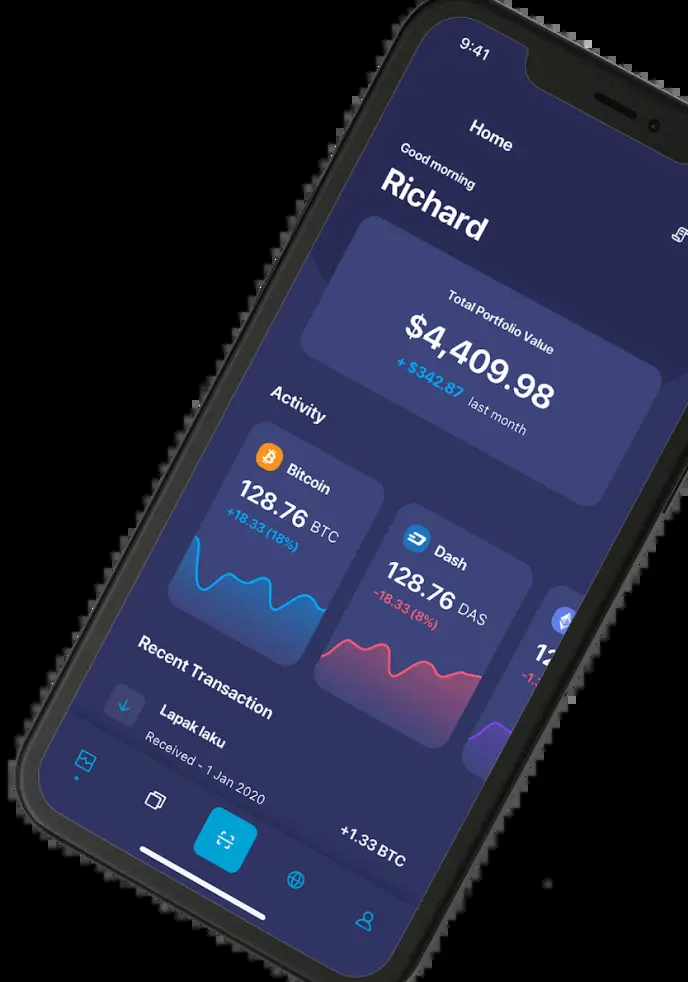 9:41
Home
Good morning
Richard
Total Portfolio Value
$4,409.98
+ $342.87 last month
Activity
Bitcoin
128.76 BTC
+18.33 (18%)
Dash
128.76 DAS
-18.33 (8%)
12
-1.
Recent Transaction
Lapak laku
Received - 1 Jan 2020
+1.33 BTC